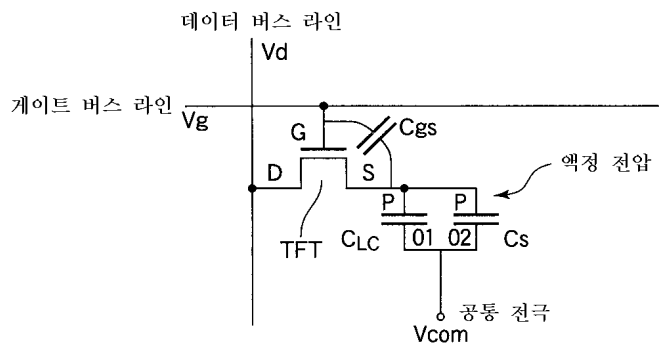 데이터 버스 라인
Vd
게이트 버스 라인
Vg
G
Cgs
D
S
액정 전압
P
P
TFT
CLC
01
02
Cs
공통 전극
Vcom